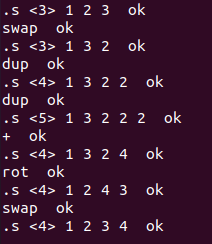 .s <3> 1 2 3  ok
swap  ok
.s <3> 1 3 2  ok
dup  ok
.s <4> 1 3 2 2  ok
dup  ok
.s <5> 1 3 2 2 2  ok
+  ok
.s <4> 1 3 2 4  ok
rot  ok
.s <4> 1 2 4 3  ok
swap  ok
.s <4> 1 2 3 4  ok